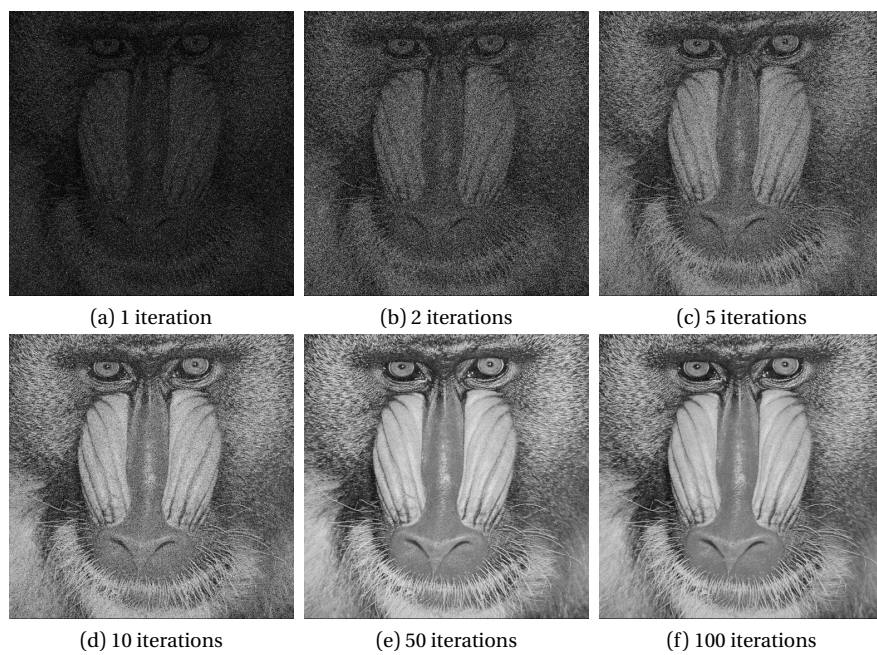 (a) 1 iteration
(b) 2 iterations
(c) 5 iterations
(d) 10 iterations
(e) 50 iterations
(f) 100 iterations